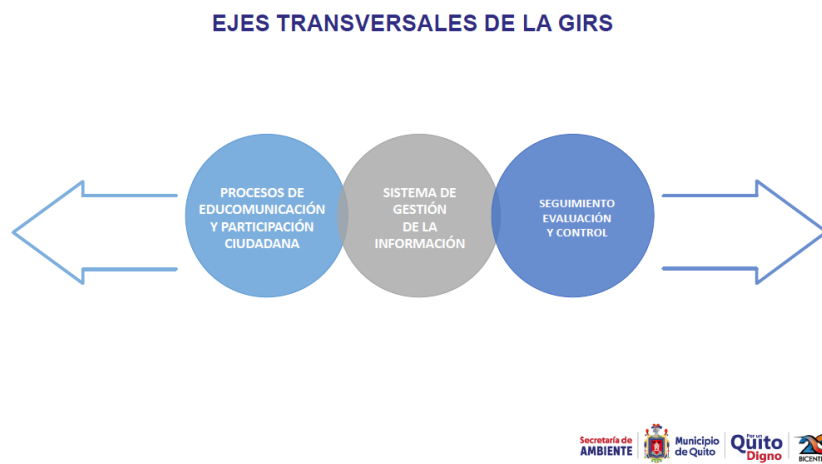 EJES TRANSVERSALES DE LA GIRS
PROCESOS DE
EDUCOMUNICACIÓN
Y PARTICIPACIÓN
CIUDADANA
SISTEMA DE
GESTIÓN
DE LA
INFORMACIÓN
SEGUIMIENTO
EVALUACIÓN
Y CONTROL
Secretaría de
AMBIENTE
Municipio
de Quito
Por un
Quito
Digno